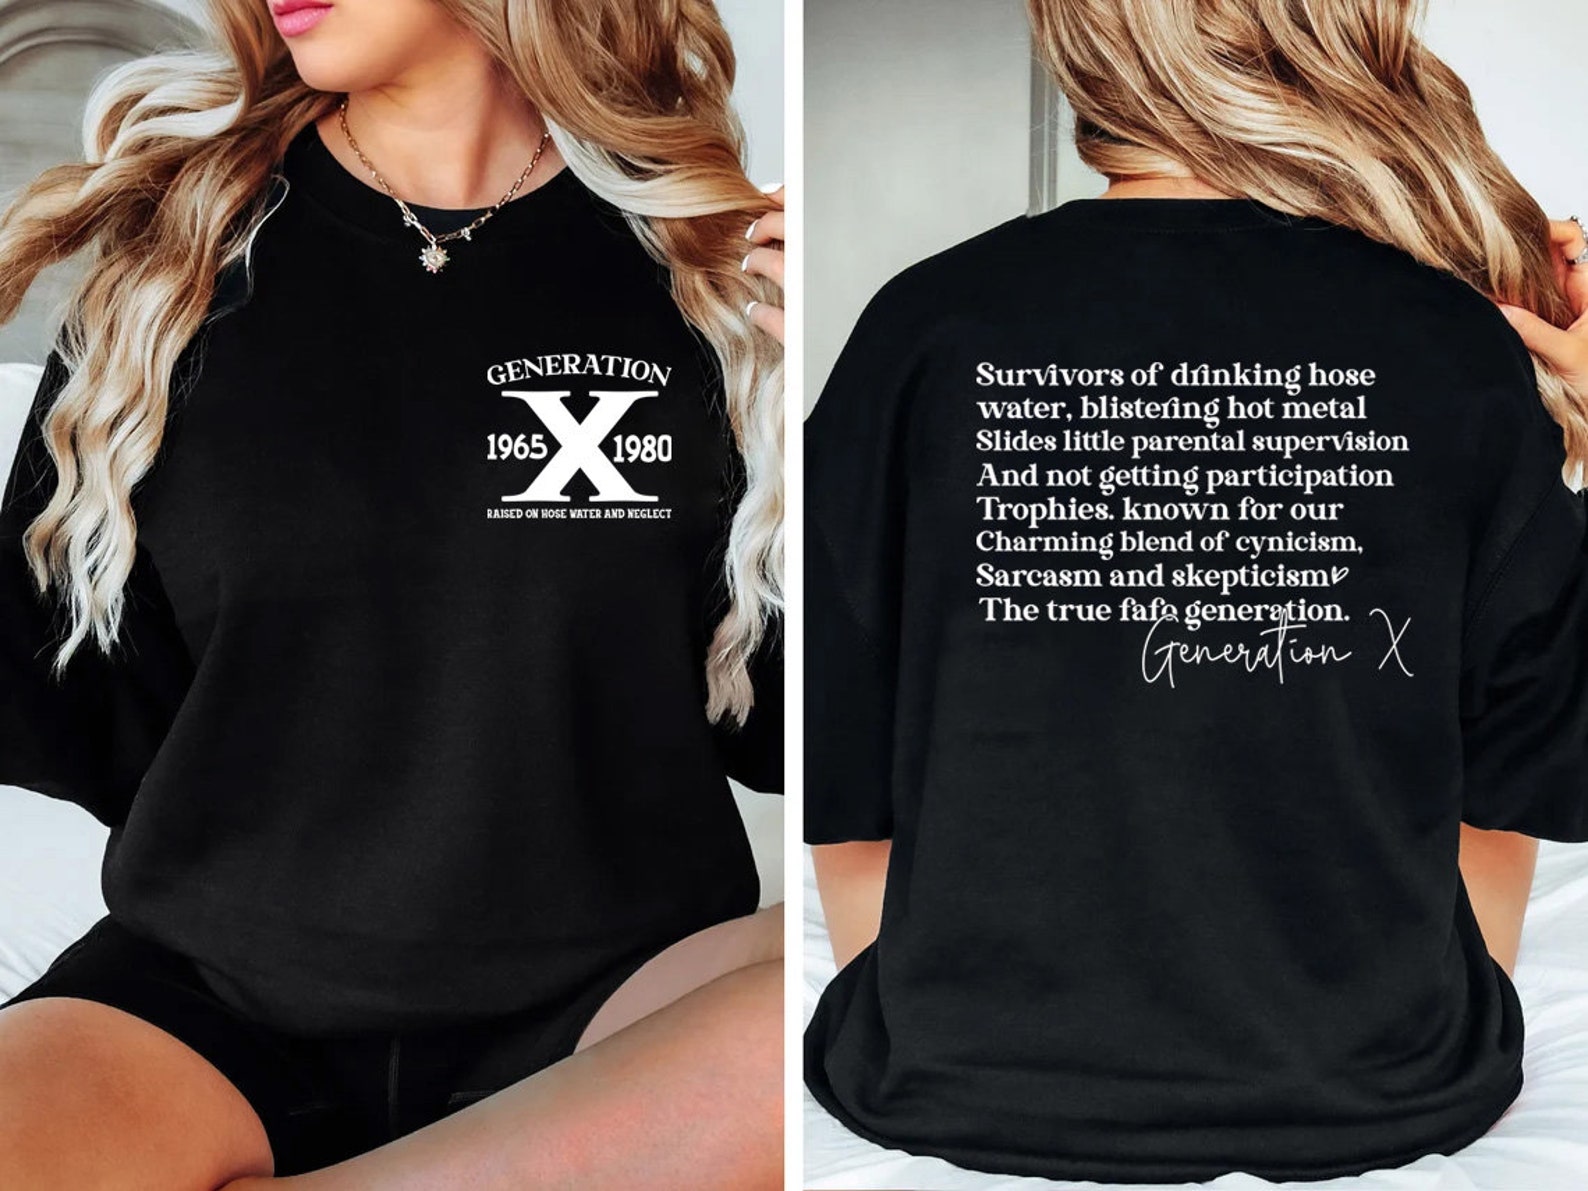 GENERATION
X
1965 1980
RAISED ON HOSE WATER AND NEGLECT
Survivors of drinking hose
water, blistering hot metal
Slides little parental supervision
And not getting participation
Trophies. known for our
Charming blend of cynicism,
Sarcasm and skepticism
The true fafo generation.
Generation X